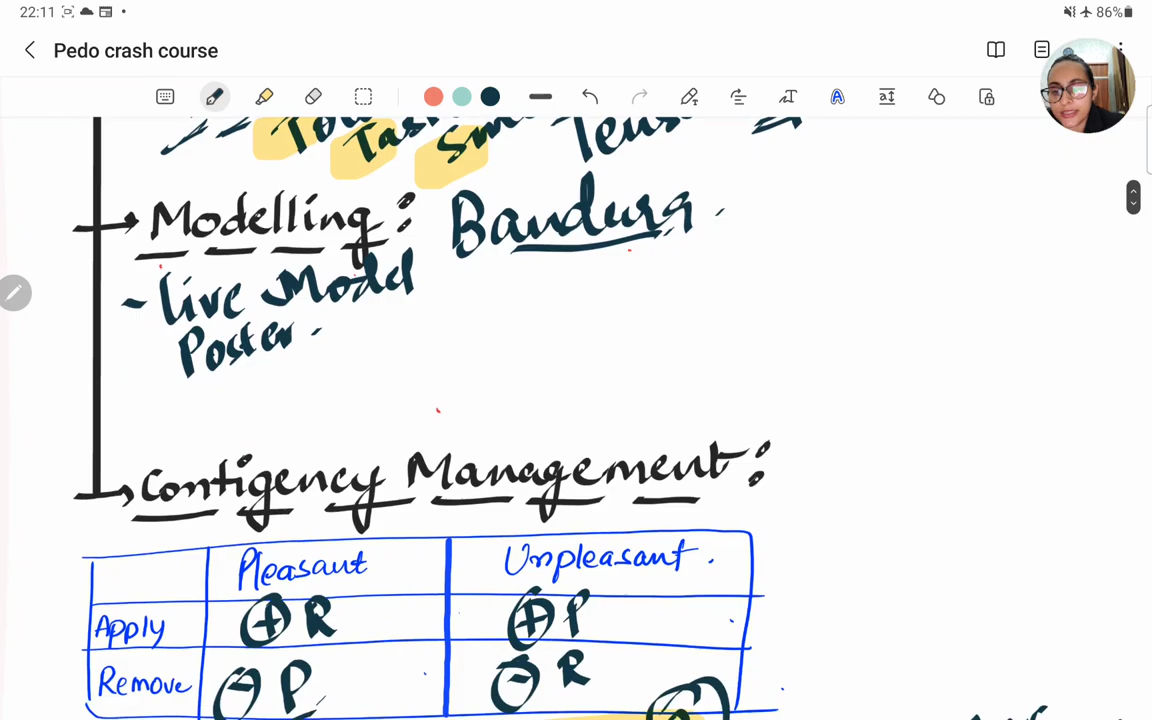 22:11 86%
Pedo crash course
Modelling: Bandura.
- Live Model
Poster.
Contigency Management:
Pleasant Unpleasant.
Apply + R + P
Remove - P - R